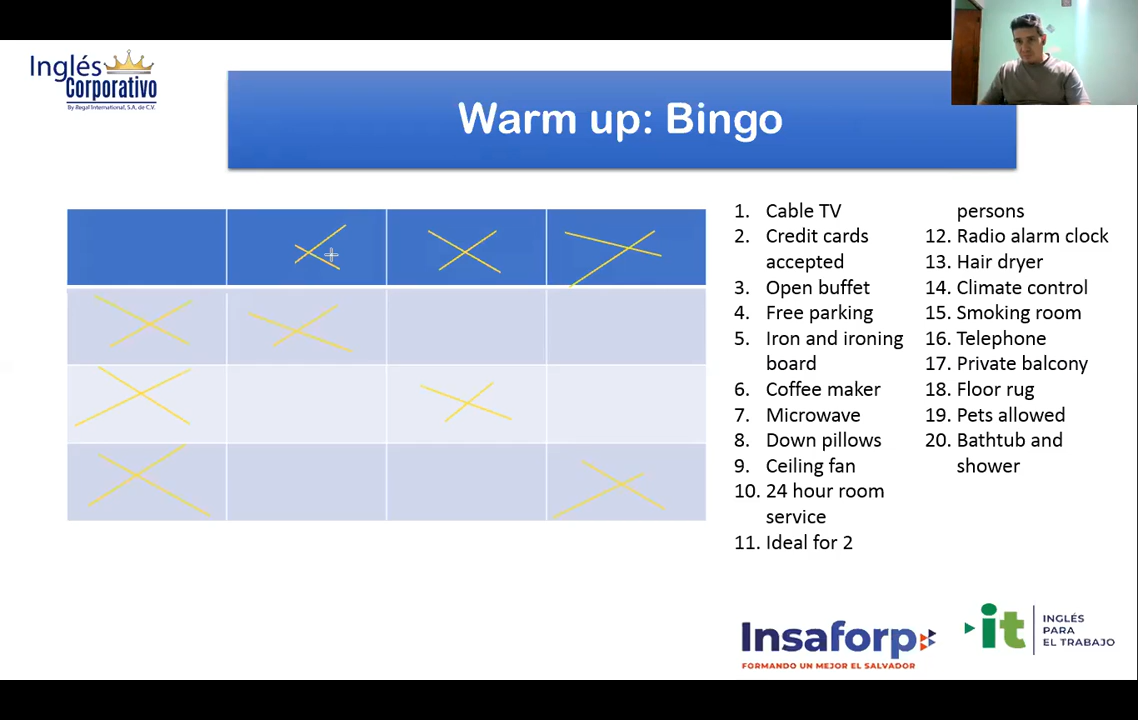 Inglés
Corporativo
By Regal International, S.A. de C.V.
Warm up: Bingo
1. Cable TV
2. Credit cards
accepted
3. Open buffet
4. Free parking
5. Iron and ironing
board
6. Coffee maker
7. Microwave
8. Down pillows
9. Ceiling fan
10. 24 hour room
service
11. Ideal for 2
persons
12. Radio alarm clock
13. Hair dryer
14. Climate control
15. Smoking room
16. Telephone
17. Private balcony
18. Floor rug
19. Pets allowed
20. Bathtub and
shower
Insaforp
FORMANDO UN MEJOR EL SALVADOR
it
INGLÉS
PARA
EL TRABAJO